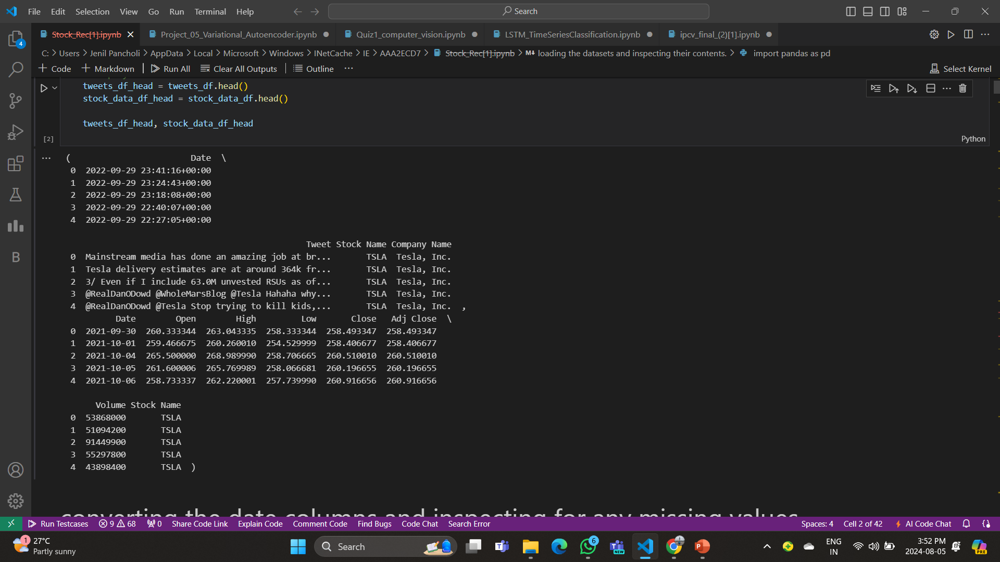 File Edit Selection View Go Run Terminal Help
Search
Stock_Rec[1].ipynb
Project_05_Variational_Autoencoder.ipynb
Quiz1_computer_vision.ipynb
LSTM_TimeSeriesClassification.ipynb
ipcv_final_(2)[1].ipynb
C: > Users > Jenil Pancholi > AppData > Local > Microsoft > Windows > INetCache > IE > AAA2ECD7 > Stock_Rec[1].ipynb > M↓ loading the datasets and inspecting their contents. > import pandas as pd
+ Code + Markdown | Run All Clear All Outputs | Outline ...
Select Kernel
4
tweets_df_head = tweets_df.head()
stock_data_df_head = stock_data_df.head()
tweets_df_head, stock_data_df_head
[2]
Python
( Date \
0 2022-09-29 23:41:16+00:00
1 2022-09-29 23:24:43+00:00
2 2022-09-29 23:18:08+00:00
3 2022-09-29 22:40:07+00:00
4 2022-09-29 22:27:05+00:00
Tweet Stock Name Company Name
0 Mainstream media has done an amazing job at br... TSLA Tesla, Inc.
1 Tesla delivery estimates are at around 364k fr... TSLA Tesla, Inc.
2 3/ Even if I include 63.0M unvested RSUs as of... TSLA Tesla, Inc.
3 @RealDanODowd @WholeMarsBlog @Tesla Hahaha why... TSLA Tesla, Inc.
4 @RealDanODowd @Tesla Stop trying to kill kids,... TSLA Tesla, Inc. ,
Date Open High Low Close Adj Close \
0 2021-09-30 260.333344 263.043335 258.333344 258.493347 258.493347
1 2021-10-01 259.466675 260.260010 254.529999 258.406677 258.406677
2 2021-10-04 265.500000 268.989990 258.706665 260.510010 260.510010
3 2021-10-05 261.600006 265.769989 258.066681 260.196655 260.196655
4 2021-10-06 258.733337 262.220001 257.739990 260.916656 260.916656
Volume Stock Name
0 53868000 TSLA
1 51094200 TSLA
2 91449900 TSLA
3 55297800 TSLA
4 43898400 TSLA )
B
converting the date columns and inspecting for any missing values
Run Testcases 9 68 0 Share Code Link Explain Code Comment Code Find Bugs Code Chat Search Error
Spaces: 4 Cell 2 of 42 AI Code Chat
1
27°C
Partly sunny
Search
6
NEW
ENG
IN
3:52 PM
2024-08-05
PRE